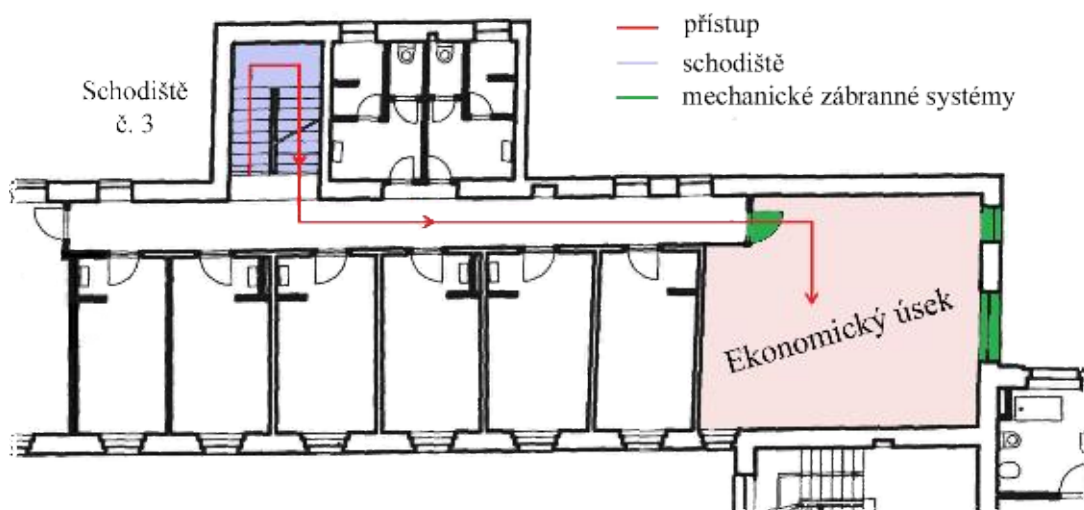 přístup
schodiště
mechanické zábranné systémy
Schodiště
č. 3
Ekonomický úsek